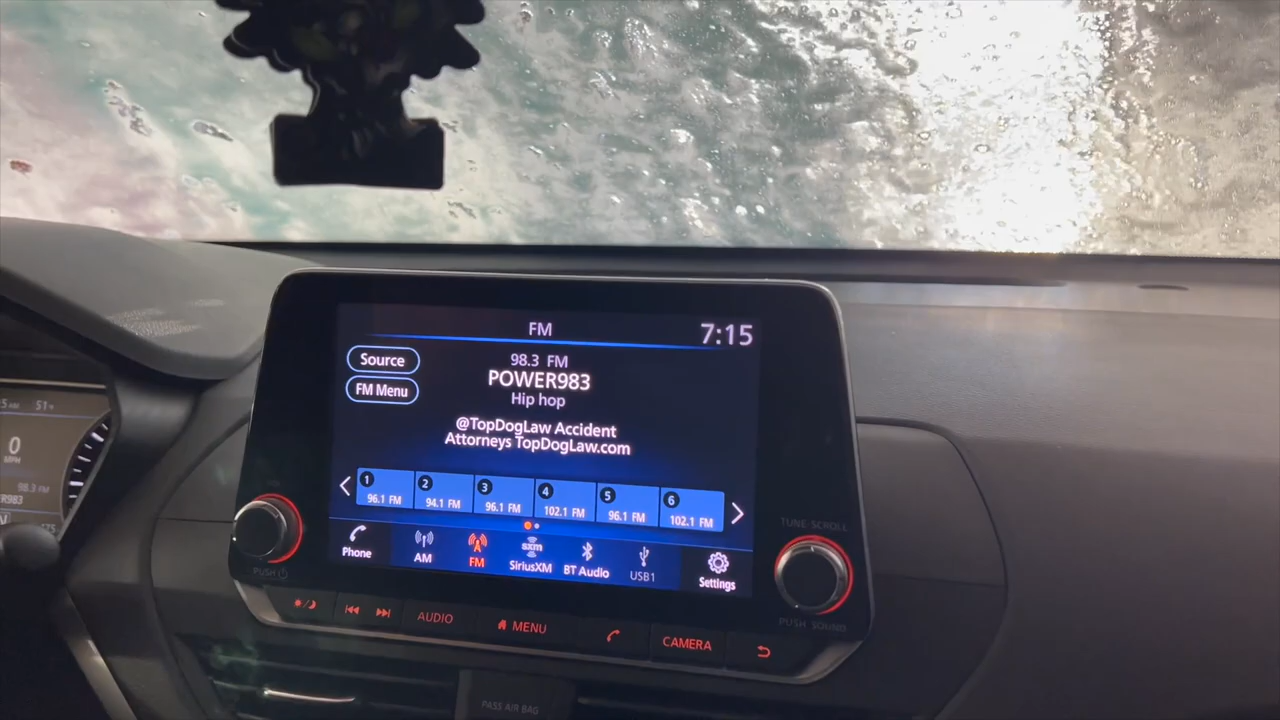 FM
7:15
Source
98.3 FM
FM Menu
POWER983
Hip hop
@TopDogLaw Accident
Attorneys TopDogLaw.com
1 2 3 4 5 6
96.1 FM 94.1 FM 96.1 FM 102.1 FM 96.1 FM 102.1 FM
Phone AM FM SiriusXM BT Audio USB1 Settings
sxm
TUNE·SCROLL
PUSH
PUSH SOUND
AUDIO MENU CAMERA
PASS AIR BAG
51°F
0
MPH
98.3 FM